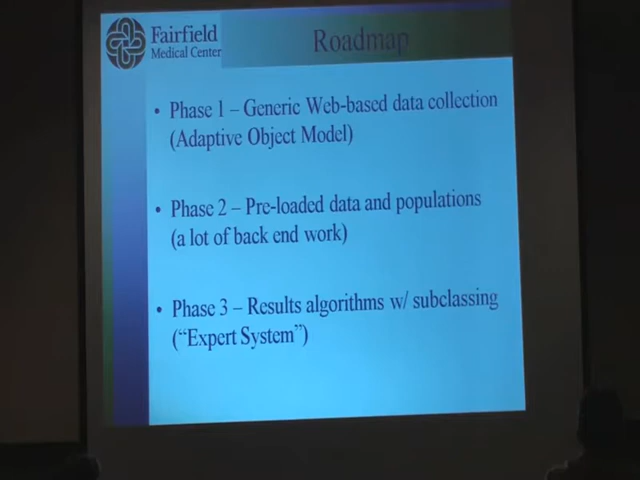 Fairfield
Medical Center
Roadmap
• Phase 1 – Generic Web-based data collection
(Adaptive Object Model)
• Phase 2 – Pre-loaded data and populations
(a lot of back end work)
• Phase 3 – Results algorithms w/ subclassing
(“Expert System”)